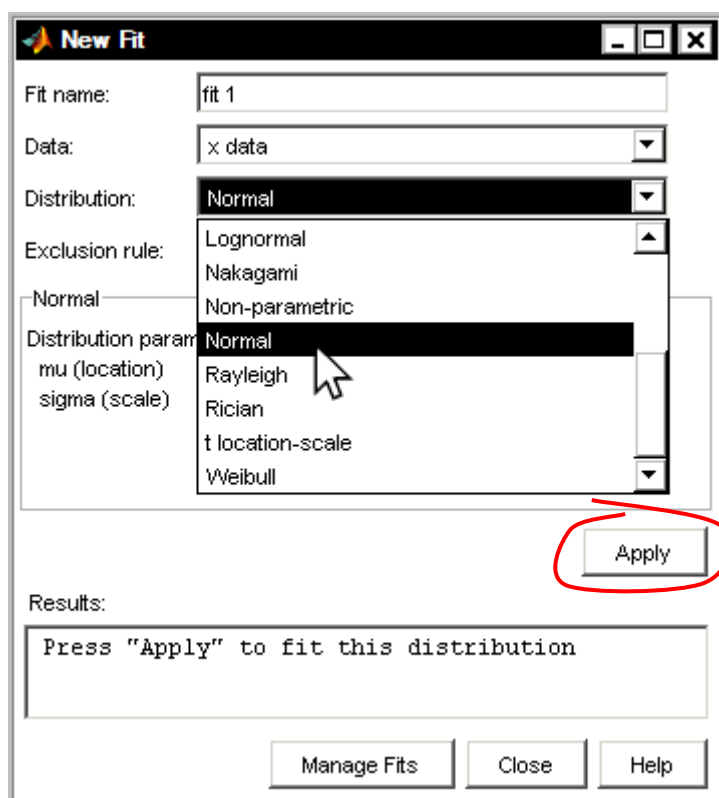 New Fit
Fit name: fit 1
Data: x data
Distribution: Normal
Exclusion rule: Lognormal
Nakagami
Normal
Non-parametric
Distribution param Normal
mu (location)
Rayleigh
sigma (scale)
Rician
t location-scale
Weibull
Apply
Results:
Press "Apply" to fit this distribution
Manage Fits Close Help